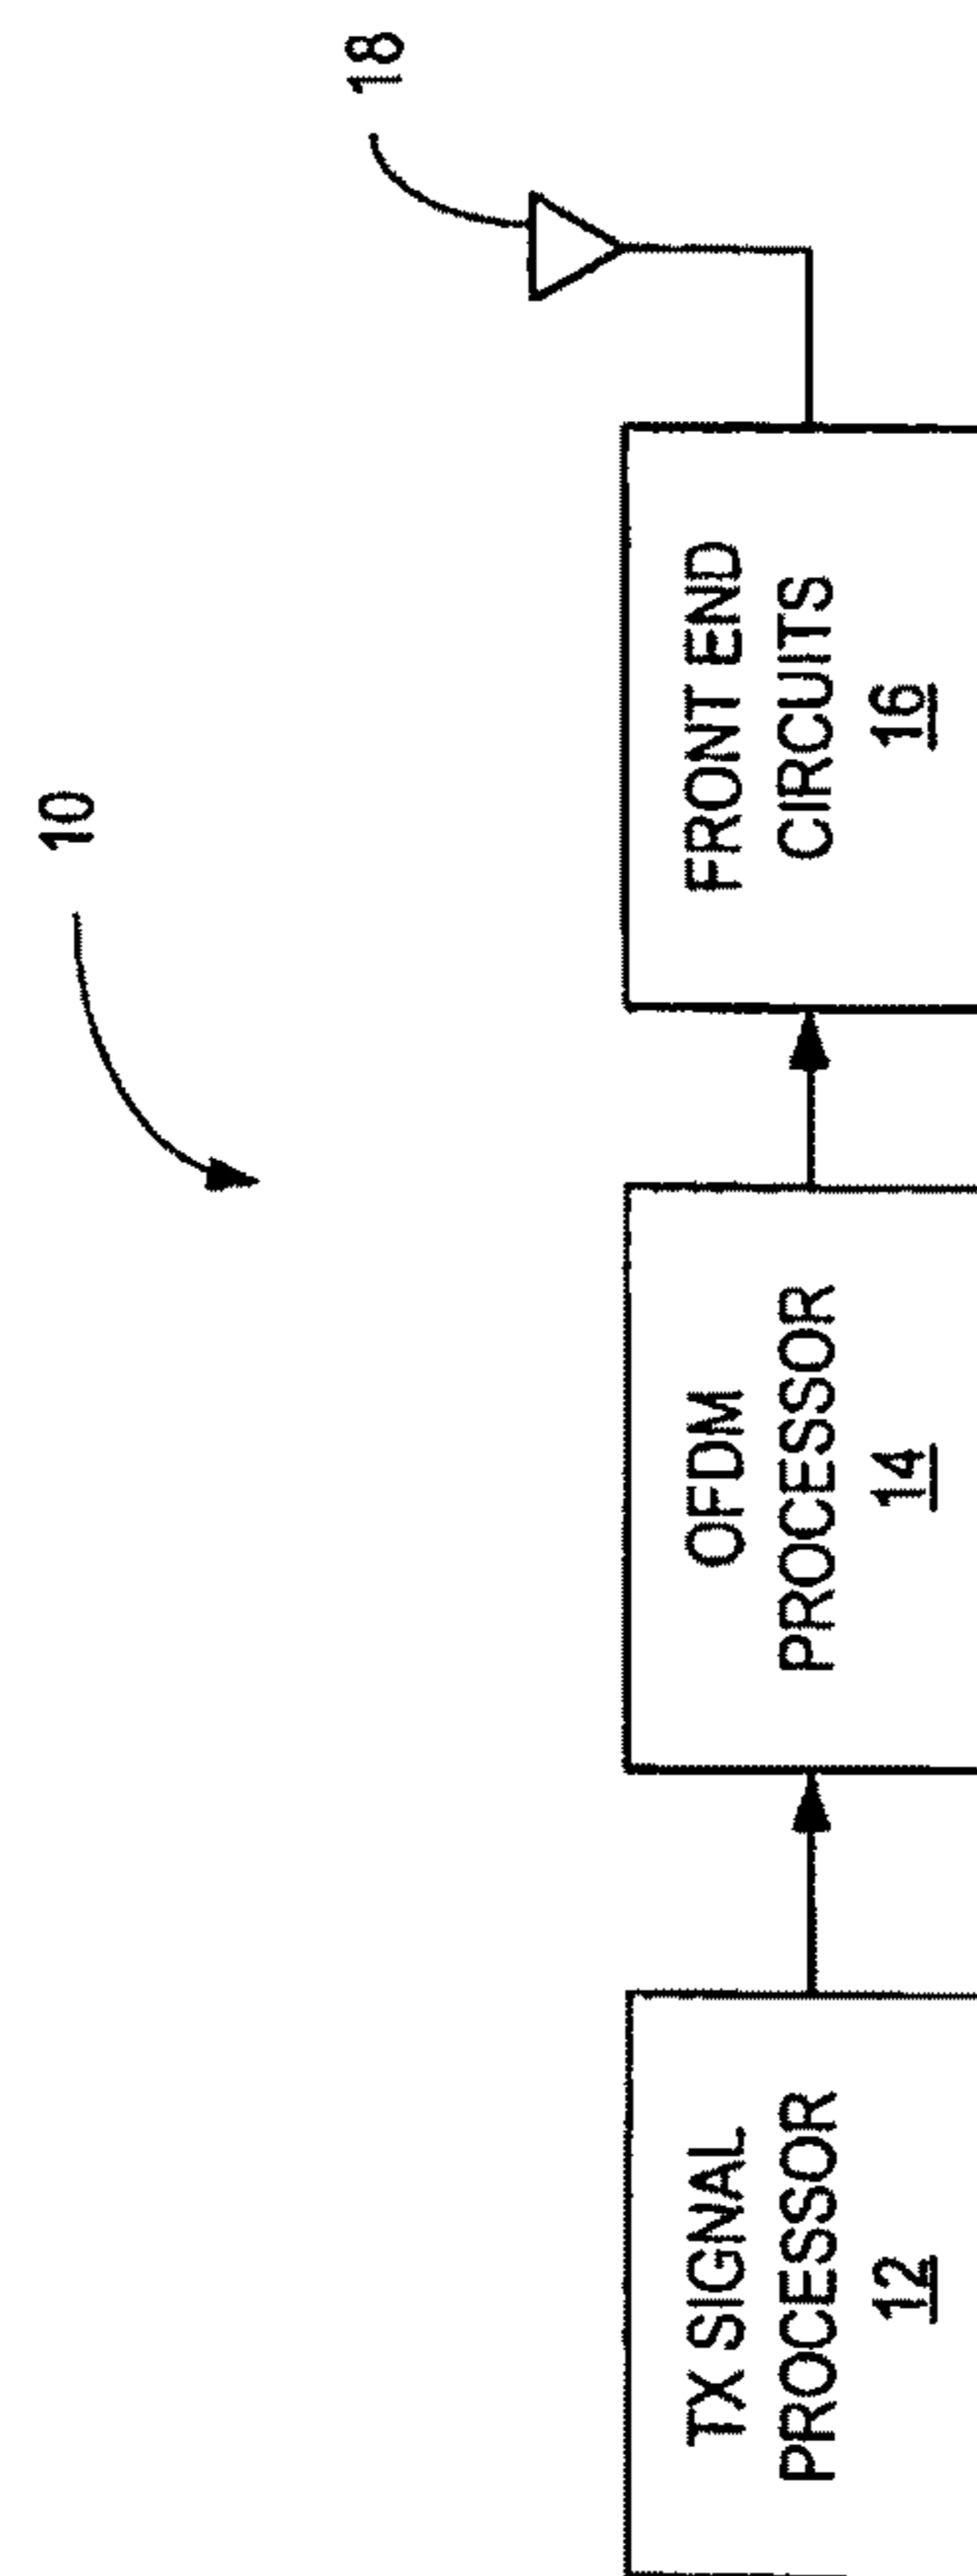 10
18
TX SIGNAL
PROCESSOR
12
OFDM
PROCESSOR
14
FRONT END
CIRCUITS
16